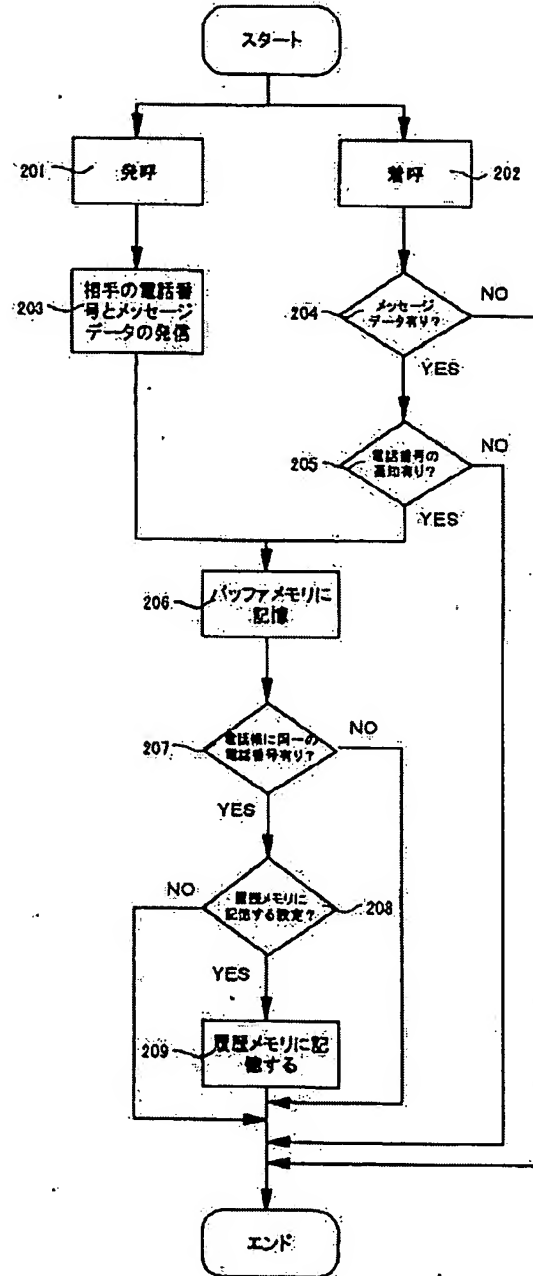 スタート
201
発呼
着呼
202
203
相手の電話番
号とメッセージ
データの発信
204
メッセージ
データ有り?
NO
YES
205
電話番号の
通知有り?
NO
YES
206
バッファメモリに
記憶
207
電話帳に同一の
電話番号有り?
NO
YES
208
履歴メモリに
記憶する設定?
NO
YES
209
履歴メモリに記
憶する
エンド